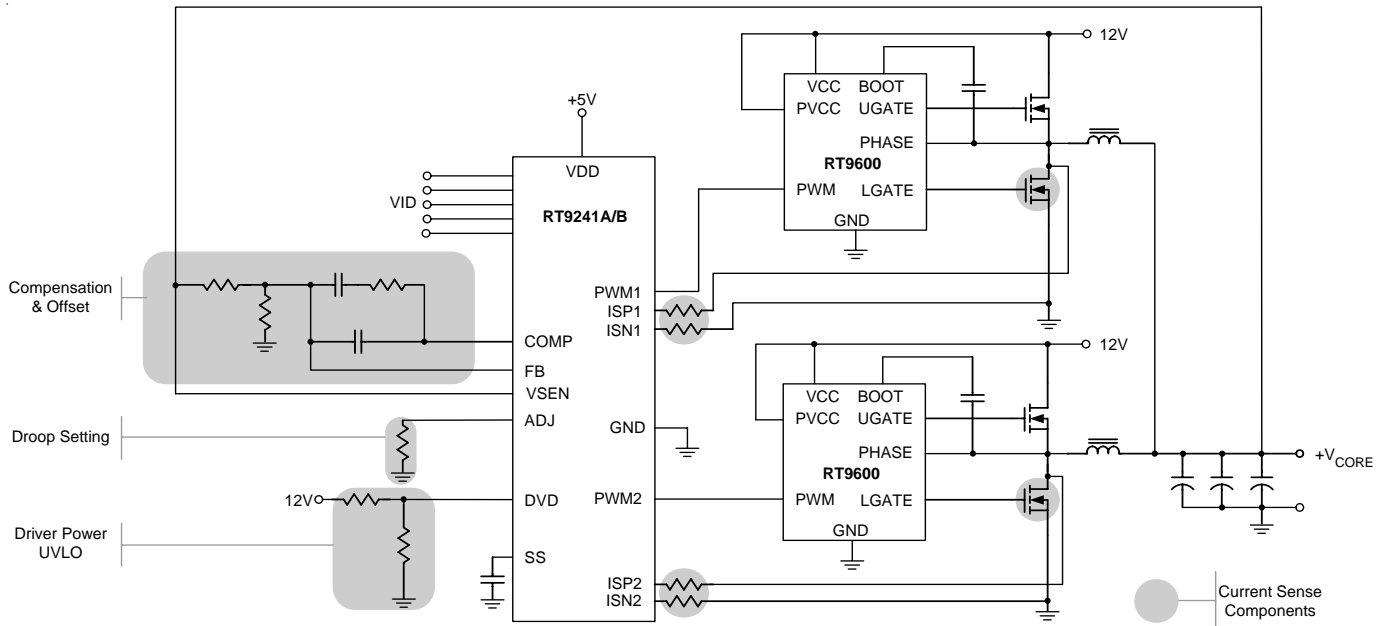 12V
VCC BOOT
PVCC UGATE
PHASE
RT9600
PWM LGATE
GND
+5V
VDD
VID
RT9241A/B
Compensation
& Offset
PWM1
ISP1
ISN1
COMP
FB
VSEN
ADJ
GND
Droop Setting
12V
VCC BOOT
PVCC UGATE
PHASE
RT9600
PWM LGATE
GND
+VCORE
12V
DVD
PWM2
Driver Power
UVLO
SS
ISP2
ISN2
Current Sense
Components